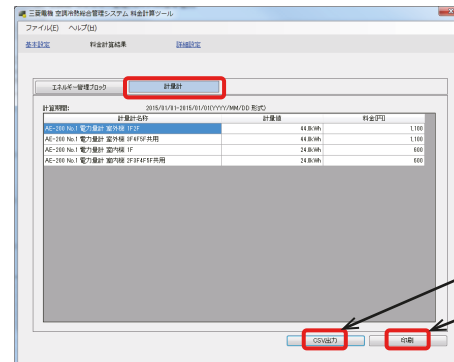 三菱電機 空調冷熱総合管理システム 料金計算ツール
ファイル(F) ヘルプ(H)
基本設定 料金計算結果 詳細設定
エネルギー管理ブロック 計量計
計算期間: 2015/01/01-2015/01/01(YYYY/MM/DD 形式)
計量計名称 計量値 料金[円]
AE-200 No.1 電力量計 室外機 1F2F 44.0kWh 1,100
AE-200 No.1 電力量計 室外機 3F4F5F共用 44.0kWh 1,100
AE-200 No.1 電力量計 室内機 1F 24.0kWh 600
AE-200 No.1 電力量計 室内機 2F3F4F5F共用 24.0kWh 600
CSV出力 印刷